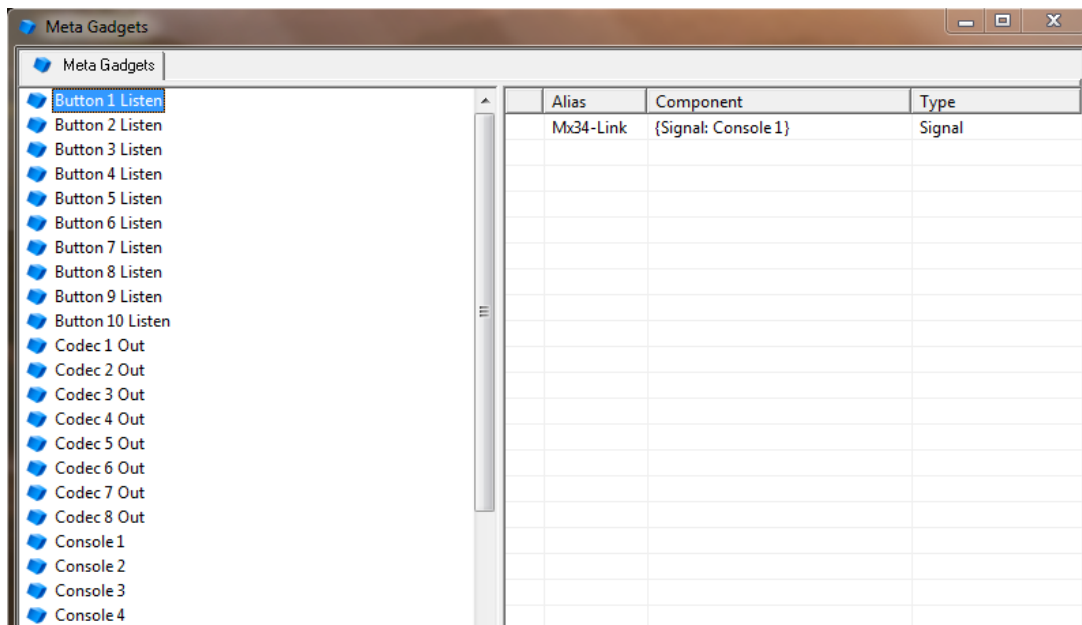 Meta Gadgets
Meta Gadgets
Button 1 Listen
Button 2 Listen
Button 3 Listen
Button 4 Listen
Button 5 Listen
Button 6 Listen
Button 7 Listen
Button 8 Listen
Button 9 Listen
Button 10 Listen
Codec 1 Out
Codec 2 Out
Codec 3 Out
Codec 4 Out
Codec 5 Out
Codec 6 Out
Codec 7 Out
Codec 8 Out
Console 1
Console 2
Console 3
Console 4
Alias Component Type
Mx34-Link {Signal: Console 1} Signal